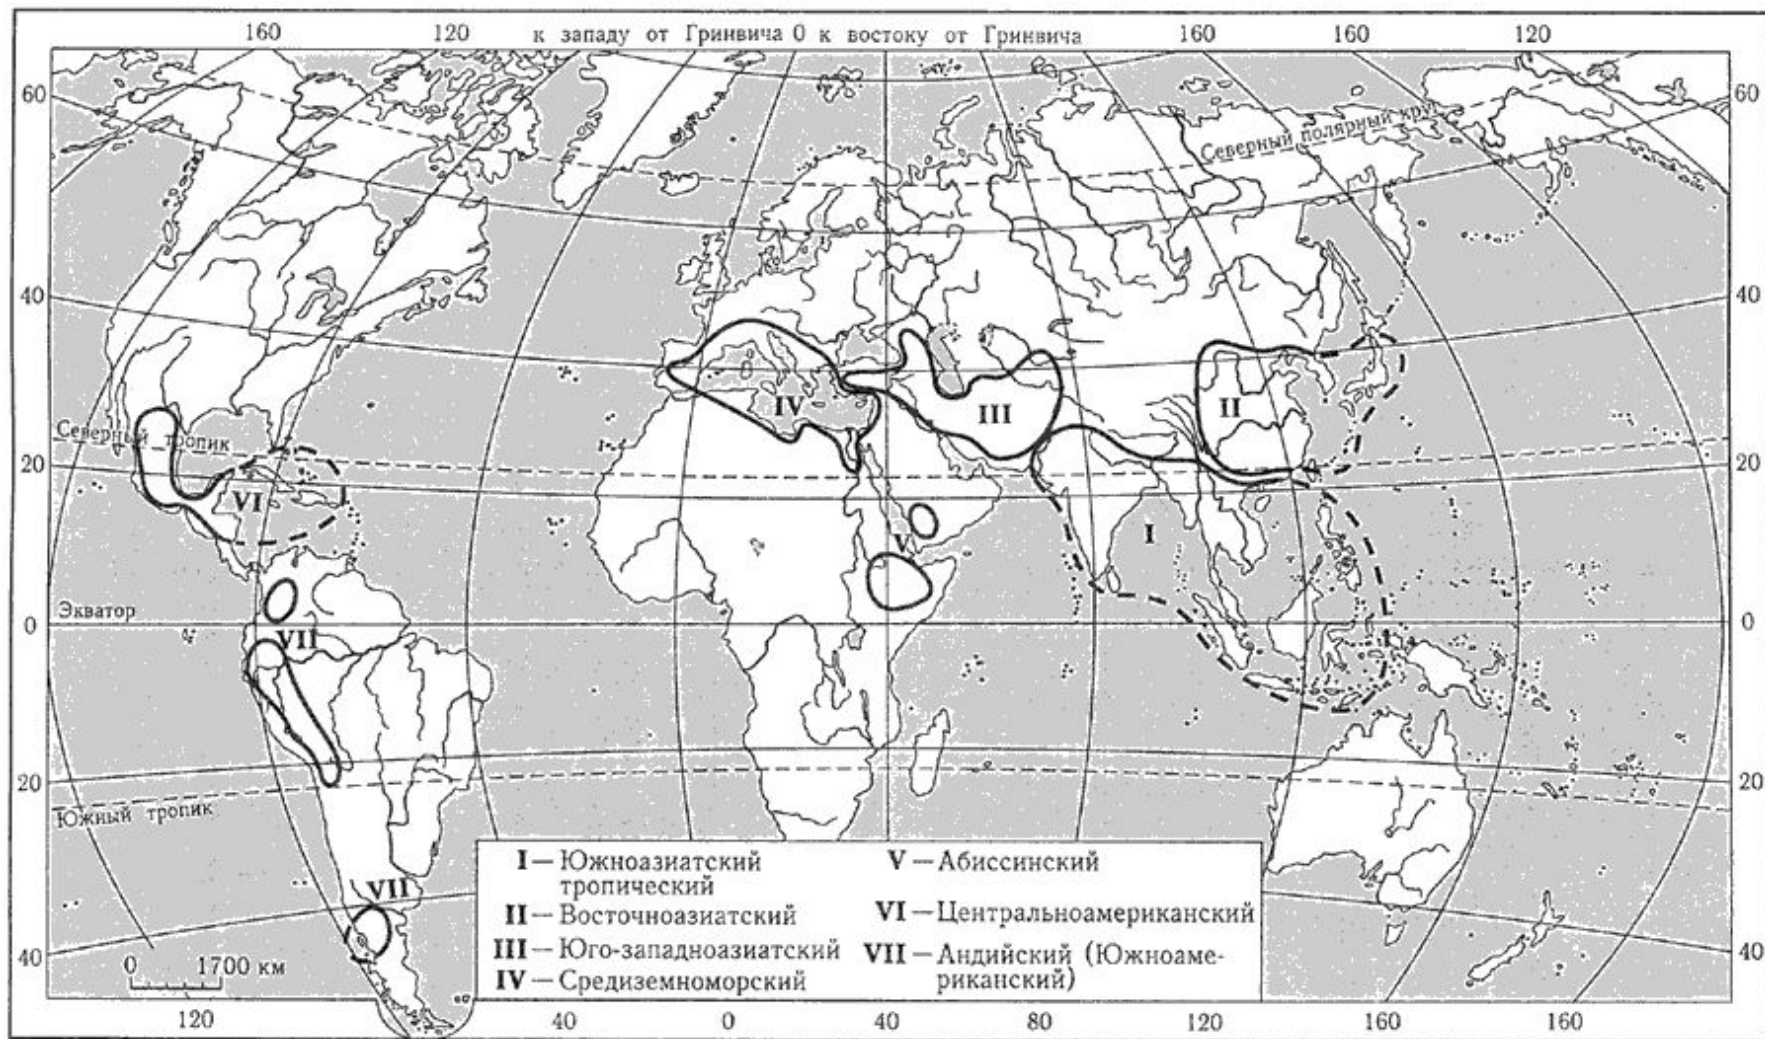 160 120 к западу от Гринвича 0 к востоку от Гринвича 160 160 120
60 60
Северный полярный круг
40 40
IV III II
Северный тропик
20 20
VI
I
V
Экватор
0 0
VII
20 20
Южный тропик
VII
40 40
0 1700 км
I — Южноазиатский
тропический
II — Восточноазиатский
III — Юго-западноазиатский
IV — Средиземноморский
V — Абиссинский
VI — Центральноамериканский
VII — Андийский (Южноаме-
риканский)
120 40 0 40 80 120 160 160